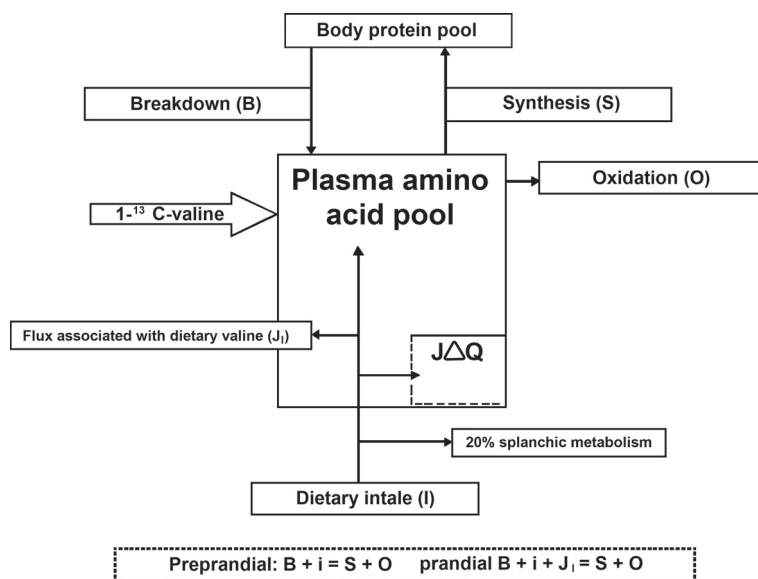 Body protein pool
Breakdown (B)
Synthesis (S)
Plasma amino
acid pool
Oxidation (O)
1-¹³ C-valine
Flux associated with dietary valine (Jᵢ)
J△Q
20% splanchic metabolism
Dietary intale (I)
Preprandial: B + i = S + O prandial B + i + Jᵢ = S + O